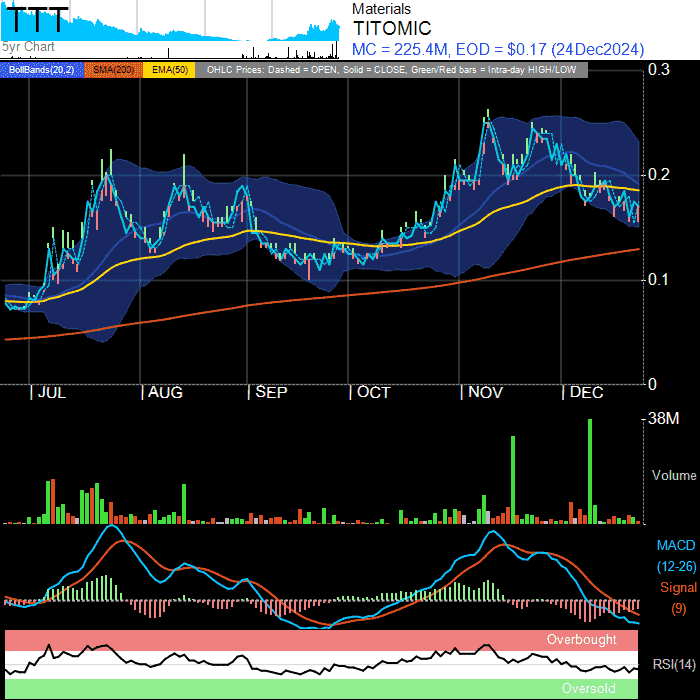 TTT
5yr Chart
Materials
TITOMIC
MC = 225.4M, EOD = $0.17 (24Dec2024)
BollBands(20,2) SMA(200) EMA(50) OHLC Prices: Dashed = OPEN, Solid = CLOSE, Green/Red bars = Intra-day HIGH/LOW
0.3
0.2
0.1
0
JUL AUG SEP OCT NOV DEC
38M
Volume
MACD
(12-26)
Signal
(9)
Overbought
RSI(14)
Oversold